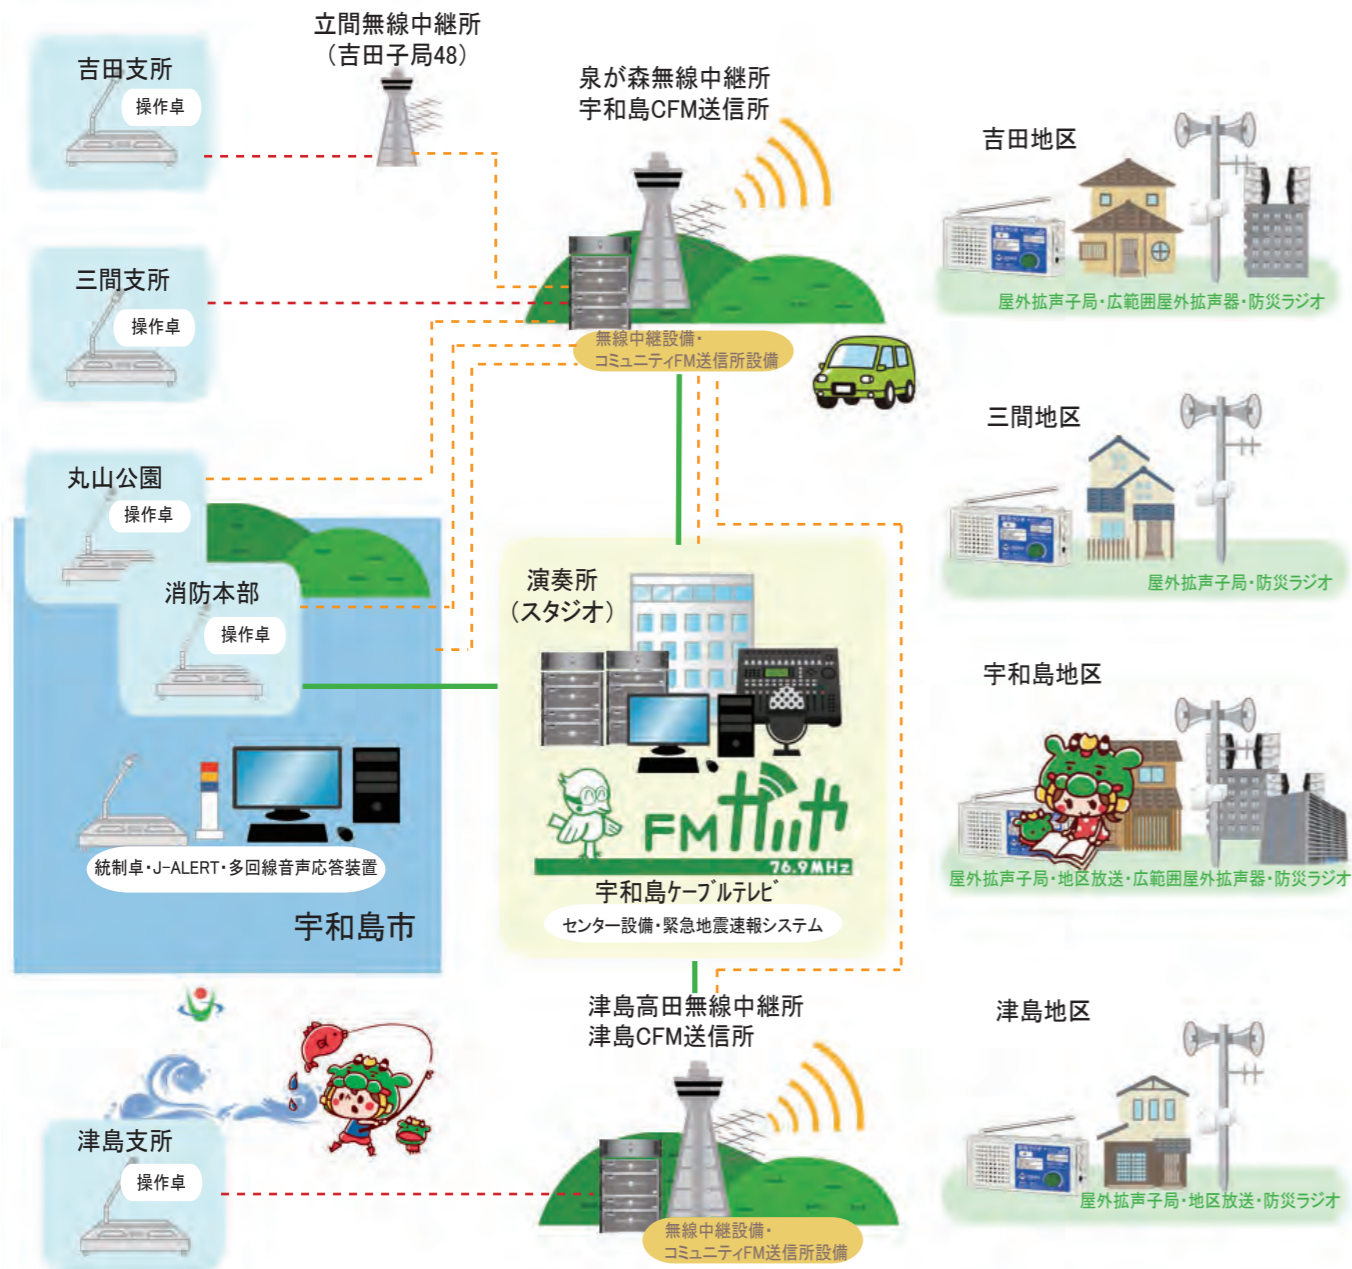 立間無線中継所
（吉田子局48）
吉田支所
操作卓
泉が森無線中継所
宇和島CFM送信所
吉田地区
屋外拡声子局・広範囲屋外拡声器・防災ラジオ
三間支所
操作卓
無線中継設備・
コミュニティFM送信所設備
三間地区
屋外拡声子局・防災ラジオ
丸山公園
操作卓
消防本部
操作卓
統制卓・J-ALERT・多回線音声応答装置
宇和島市
演奏所
（スタジオ）
FMがいや
76.9MHz
宇和島ケーブルテレビ
センター設備・緊急地震速報システム
宇和島地区
屋外拡声子局・地区放送・広範囲屋外拡声器・防災ラジオ
津島高田無線中継所
津島CFM送信所
無線中継設備・
コミュニティFM送信所設備
津島支所
操作卓
津島地区
屋外拡声子局・地区放送・防災ラジオ